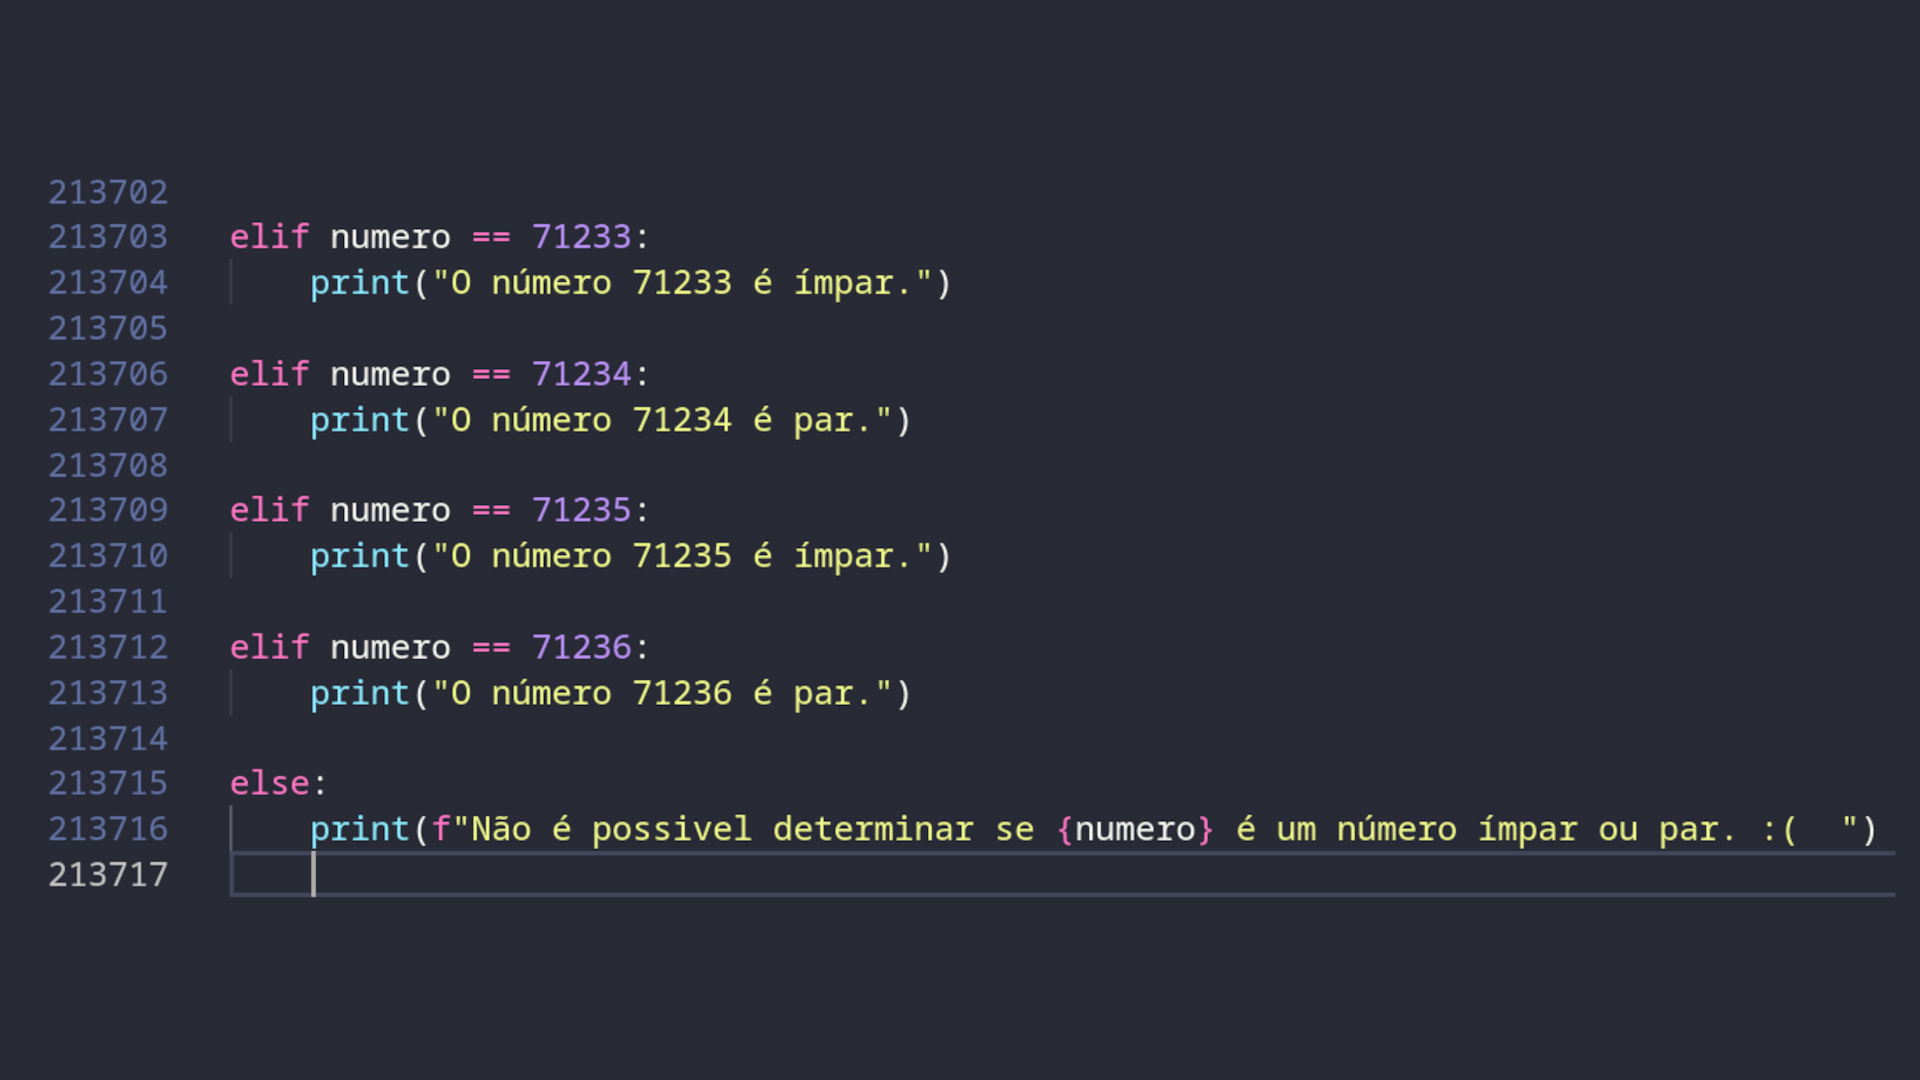 213702
213703 elif numero == 71233:
213704 print("O número 71233 é ímpar.")
213705
213706 elif numero == 71234:
213707 print("O número 71234 é par.")
213708
213709 elif numero == 71235:
213710 print("O número 71235 é ímpar.")
213711
213712 elif numero == 71236:
213713 print("O número 71236 é par.")
213714
213715 else:
213716 print(f"Não é possivel determinar se {numero} é um número ímpar ou par. :(  ")
213717